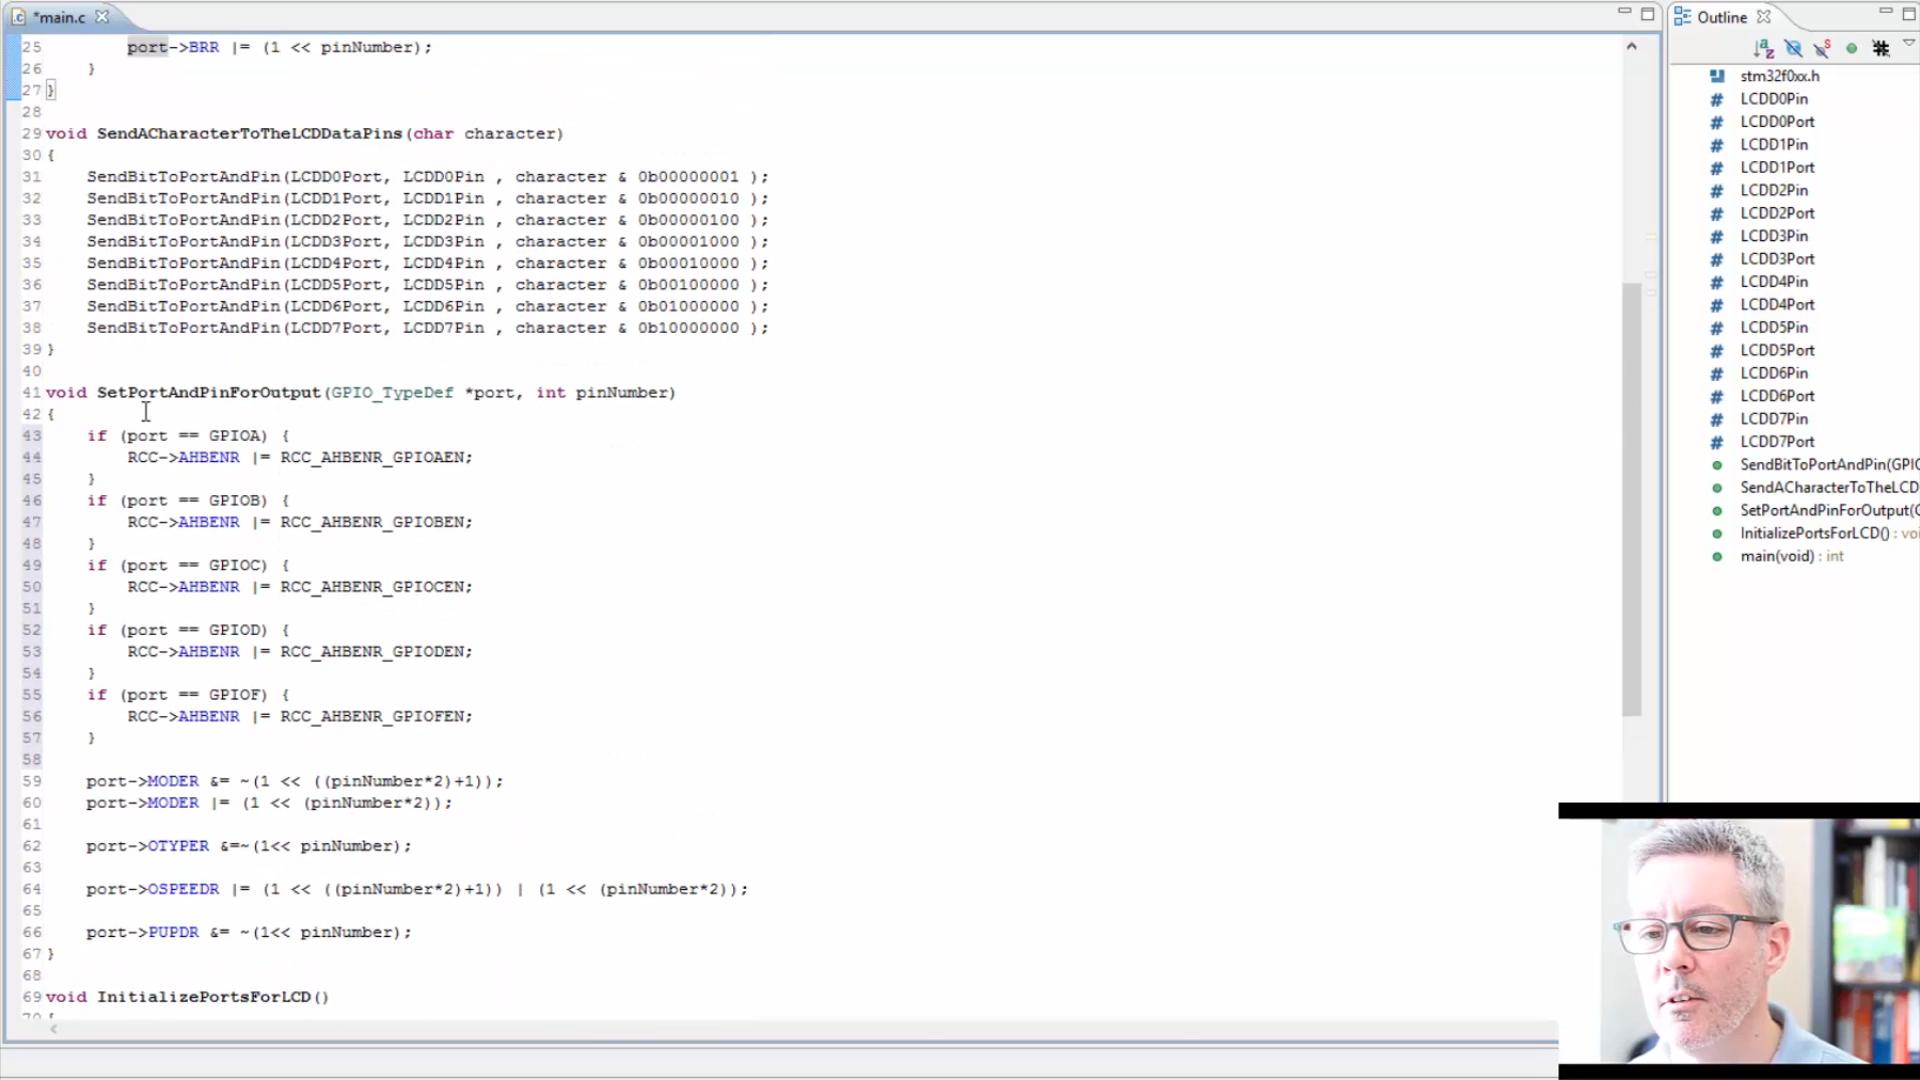 *main.c
25 port->BRR |= (1 << pinNumber);
26 }
27 }
28
29 void SendACharacterToTheLCDDataPins(char character)
30 {
31 SendBitToPortAndPin(LCDD0Port, LCDD0Pin , character & 0b00000001 );
32 SendBitToPortAndPin(LCDD1Port, LCDD1Pin , character & 0b00000010 );
33 SendBitToPortAndPin(LCDD2Port, LCDD2Pin , character & 0b00000100 );
34 SendBitToPortAndPin(LCDD3Port, LCDD3Pin , character & 0b00001000 );
35 SendBitToPortAndPin(LCDD4Port, LCDD4Pin , character & 0b00010000 );
36 SendBitToPortAndPin(LCDD5Port, LCDD5Pin , character & 0b00100000 );
37 SendBitToPortAndPin(LCDD6Port, LCDD6Pin , character & 0b01000000 );
38 SendBitToPortAndPin(LCDD7Port, LCDD7Pin , character & 0b10000000 );
39 }
40
41 void SetPortAndPinForOutput(GPIO_TypeDef *port, int pinNumber)
42 {
43 if (port == GPIOA) {
44 RCC->AHBENR |= RCC_AHBENR_GPIOAEN;
45 }
46 if (port == GPIOB) {
47 RCC->AHBENR |= RCC_AHBENR_GPIOBEN;
48 }
49 if (port == GPIOC) {
50 RCC->AHBENR |= RCC_AHBENR_GPIOCEN;
51 }
52 if (port == GPIOD) {
53 RCC->AHBENR |= RCC_AHBENR_GPIODEN;
54 }
55 if (port == GPIOF) {
56 RCC->AHBENR |= RCC_AHBENR_GPIOFEN;
57 }
58
59 port->MODER &= ~(1 << ((pinNumber*2)+1));
60 port->MODER |= (1 << (pinNumber*2));
61
62 port->OTYPER &=~(1<< pinNumber);
63
64 port->OSPEEDR |= (1 << ((pinNumber*2)+1)) | (1 << (pinNumber*2));
65
66 port->PUPDR &= ~(1<< pinNumber);
67 }
68
69 void InitializePortsForLCD()
Outline
stm32f0xx.h
LCDD0Pin
LCDD0Port
LCDD1Pin
LCDD1Port
LCDD2Pin
LCDD2Port
LCDD3Pin
LCDD3Port
LCDD4Pin
LCDD4Port
LCDD5Pin
LCDD5Port
LCDD6Pin
LCDD6Port
LCDD7Pin
LCDD7Port
SendBitToPortAndPin(GPIO
SendACharacterToTheLCD
SetPortAndPinForOutput(
InitializePortsForLCD() : voi
main(void) : int